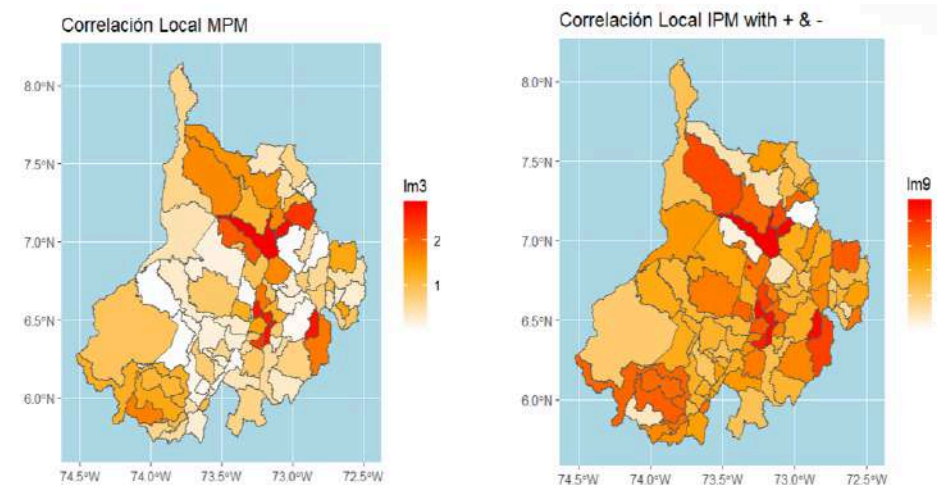 Correlación Local MPM
8.0°N
7.5°N
7.0°N
6.5°N
6.0°N
74.5°W 74.0°W 73.5°W 73.0°W 72.5°W
lm3
2
1
Correlación Local IPM with + & -
8.0°N
7.5°N
7.0°N
6.5°N
6.0°N
74.5°W 74.0°W 73.5°W 73.0°W 72.5°W
lm9